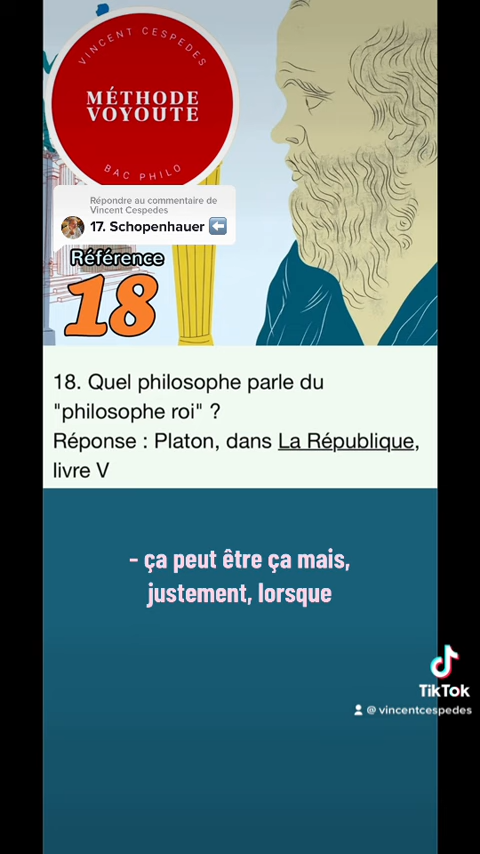 VINCENT CESPEDES
MÉTHODE
VOYOUTE
BAC PHILO
Répondre au commentaire de
Vincent Cespedes
17. Schopenhauer
Référence
18
18. Quel philosophe parle du
"philosophe roi" ?
Réponse : Platon, dans La République,
livre V
- ça peut être ça mais,
justement, lorsque
TikTok
@ vincentcespedes